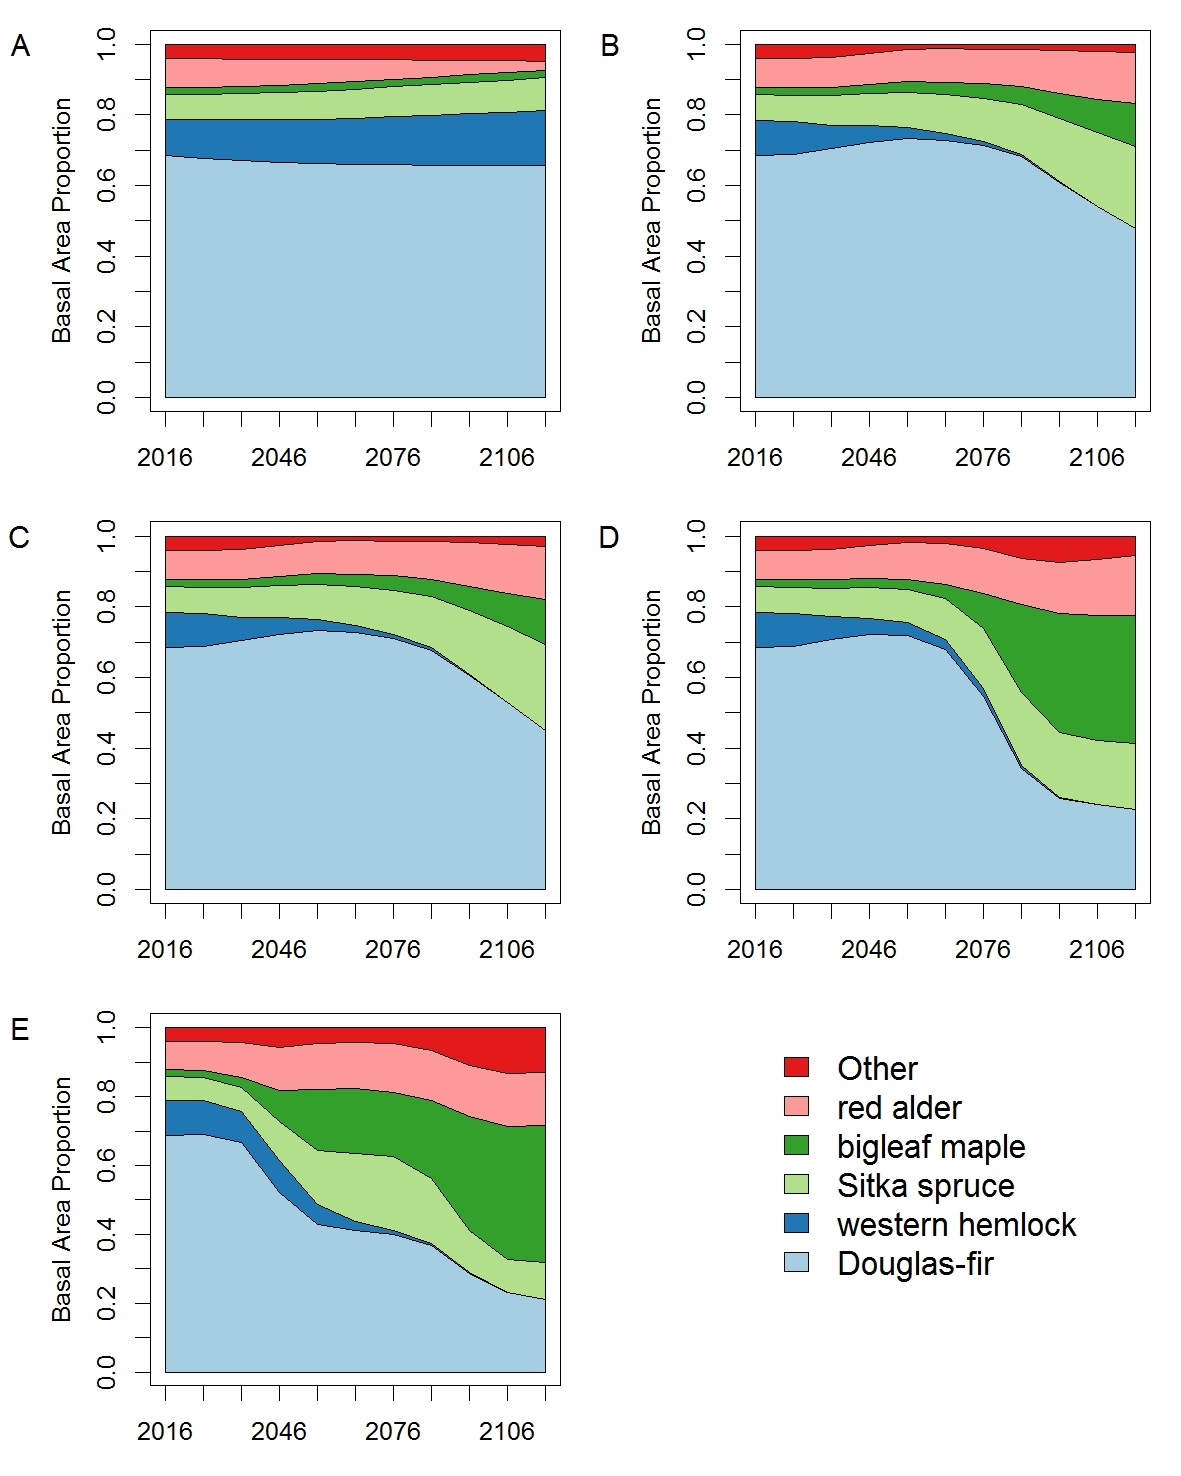 A
B
Basal Area Proportion
0.0 0.2 0.4 0.6 0.8 1.0
2016 2046 2076 2106
Basal Area Proportion
0.0 0.2 0.4 0.6 0.8 1.0
2016 2046 2076 2106
C
D
Basal Area Proportion
0.0 0.2 0.4 0.6 0.8 1.0
2016 2046 2076 2106
Basal Area Proportion
0.0 0.2 0.4 0.6 0.8 1.0
2016 2046 2076 2106
E
Basal Area Proportion
0.0 0.2 0.4 0.6 0.8 1.0
2016 2046 2076 2106
Other
red alder
bigleaf maple
Sitka spruce
western hemlock
Douglas-fir